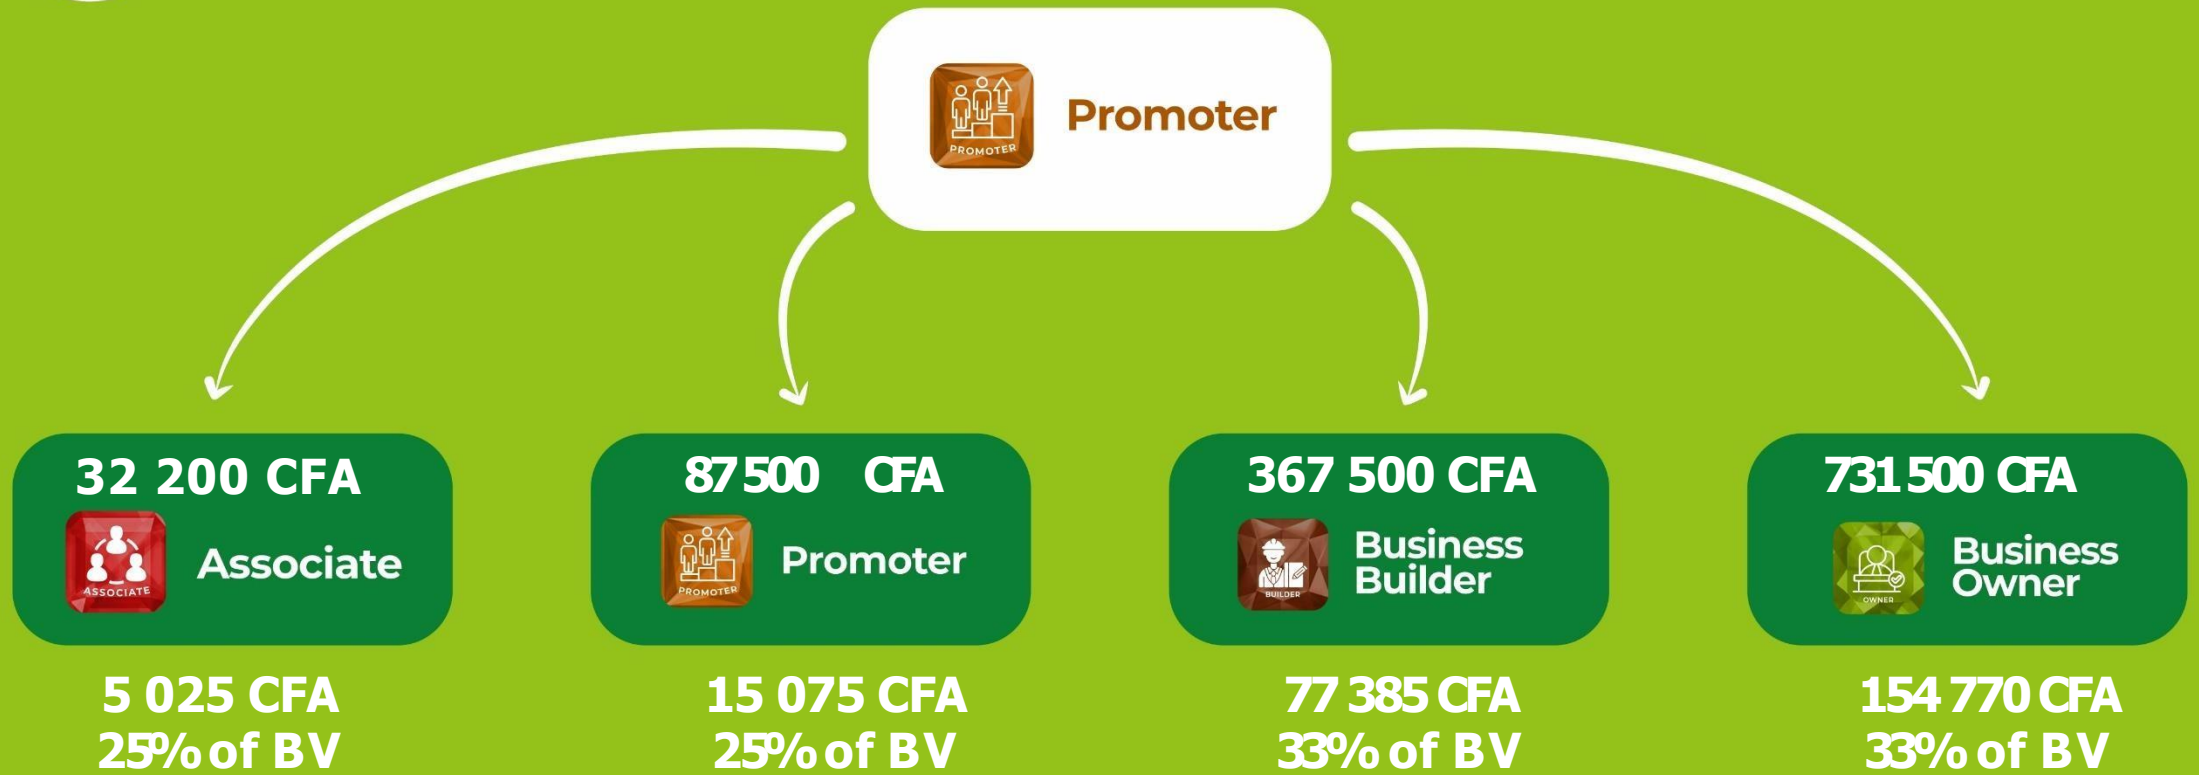 PROMOTER
Promoter
32 200 CFA
ASSOCIATE
Associate
5 025 CFA
25% of BV
87 500 CFA
PROMOTER
Promoter
15 075 CFA
25% of BV
367 500 CFA
BUILDER
Business
Builder
77 385 CFA
33% of BV
731 500 CFA
OWNER
Business
Owner
154 770 CFA
33% of BV